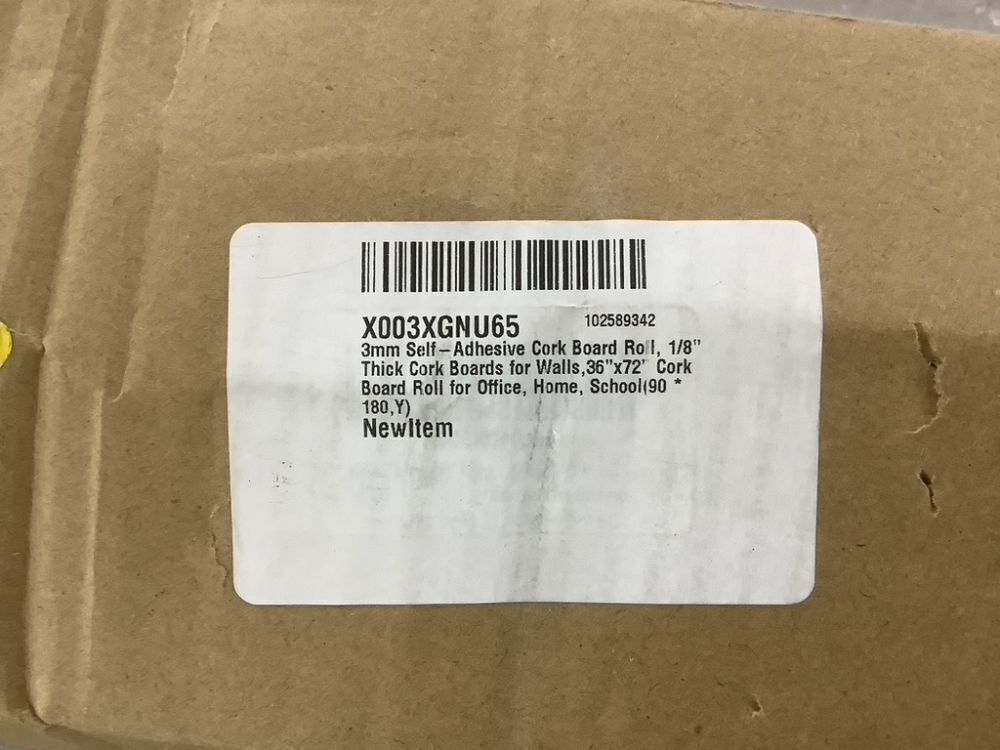 X003XGNU65
102589342
3mm Self-Adhesive Cork Board Roll, 1/8"
Thick Cork Boards for Walls,36"x72" Cork
Board Roll for Office, Home, School(90 *
180,Y)
NewItem